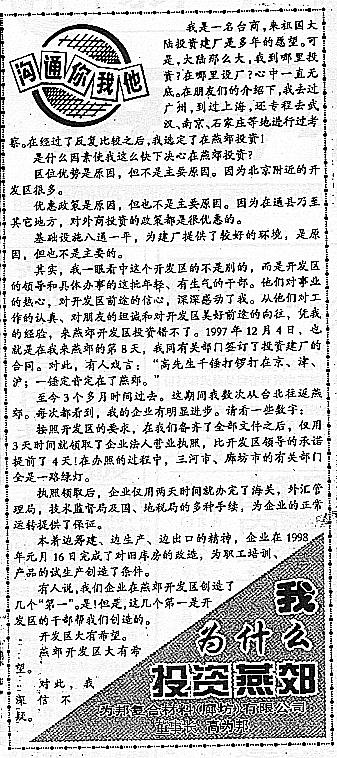 沟通你我他
我是一名台商,来祖国大
陆投资建厂是多年的愿望。可
是,大陆那么大,我到哪里投
资?在哪里设厂?心中一直无
底。在朋友们的介绍下,我去过
广州,到过上海,还专程去武
汉、南京、石家庄等地进行过考
察。在经过了反复比较之后,我选定了在燕郊投资!
是什么因素使我这么快下决心在燕郊投资?
区位优势是原因,但不是主要原因。因为北京附近的开
发区很多。
优惠政策是原因,但也不是主要原因。因为在通县乃至
其它地方,对外商投资的政策都是很优惠的。
基础设施八通一平,为建厂提供了较好的环境,是原
因,但也不是主要的。
其实,我一眼看中这个开发区的不是别的,而是开发区
的领导和具体办事的这批年轻、有生气的干部。他们对事业
的热心,对开发区前途的信心,深深感动了我。从他们对工
作的认真、对朋友的坦诚和对开发区美好前途的向往,凭我
的经验,来燕郊开发区投资错不了。1997年12月4日,也
就是在我来燕郊的第8天,我同有关部门签订了投资建厂的
合同。对此,有人戏言:“高先生千锤打锣打在京、津、
沪;一锤定音定在了燕郊。”
至今3个多月时间过去。这期间我数次从台北往返燕
郊。每次都看到,我的企业有明显进步。请看一些数字:
按照开发区的要求,在我们备齐了全部文件之后,仅用
3天时间就领取了企业法人营业执照,比开发区领导的承诺
提前了4天!在办照的过程中,三河市、廊坊市的有关部门
全是一路绿灯。
执照领取后,企业仅用两天时间就办完了海关,外汇管
理局,技术监督局及国、地税局的多种手续,为企业的正常
运转提供了保证。
本着边筹建、边生产、边出口的精神,企业在1998
年元月16日完成了对旧库房的改造,为职工培训、
产品的试生产创造了条件。
有人说,我们企业在燕郊开发区创造了
几个“第一”。是!但是,这几个第一是开
发区的干部帮我们创造的。
开发区大有希望。
燕郊开发区大有希
望。
对此,我
深信不
疑。
我
为什么
投资燕郊
(廊坊)有限公司
董事长 高为邦